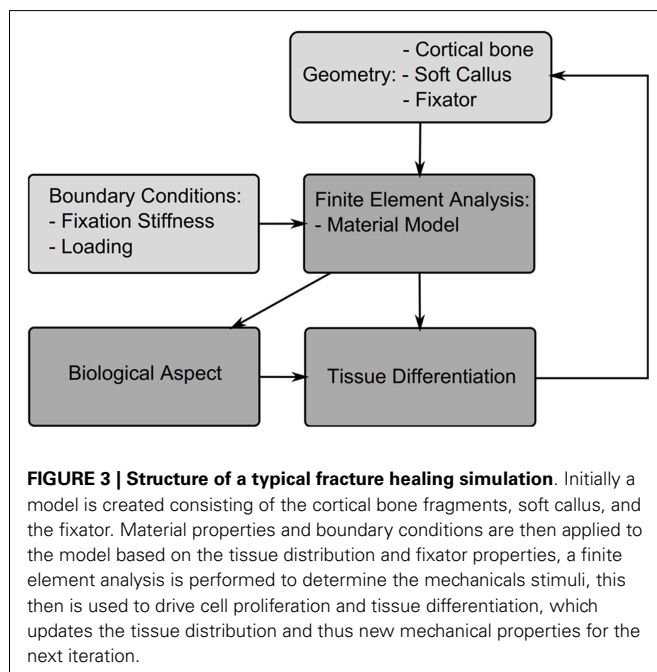 - Cortical bone
Geometry: - Soft Callus
- Fixator
Boundary Conditions:
- Fixation Stiffness
- Loading
Finite Element Analysis:
- Material Model
Biological Aspect
Tissue Differentiation
FIGURE 3 | Structure of a typical fracture healing simulation. Initially a
model is created consisting of the cortical bone fragments, soft callus, and
the fixator. Material properties and boundary conditions are then applied to
the model based on the tissue distribution and fixator properties, a finite
element analysis is performed to determine the mechanicals stimuli, this
then is used to drive cell proliferation and tissue differentiation, which
updates the tissue distribution and thus new mechanical properties for the
next iteration.